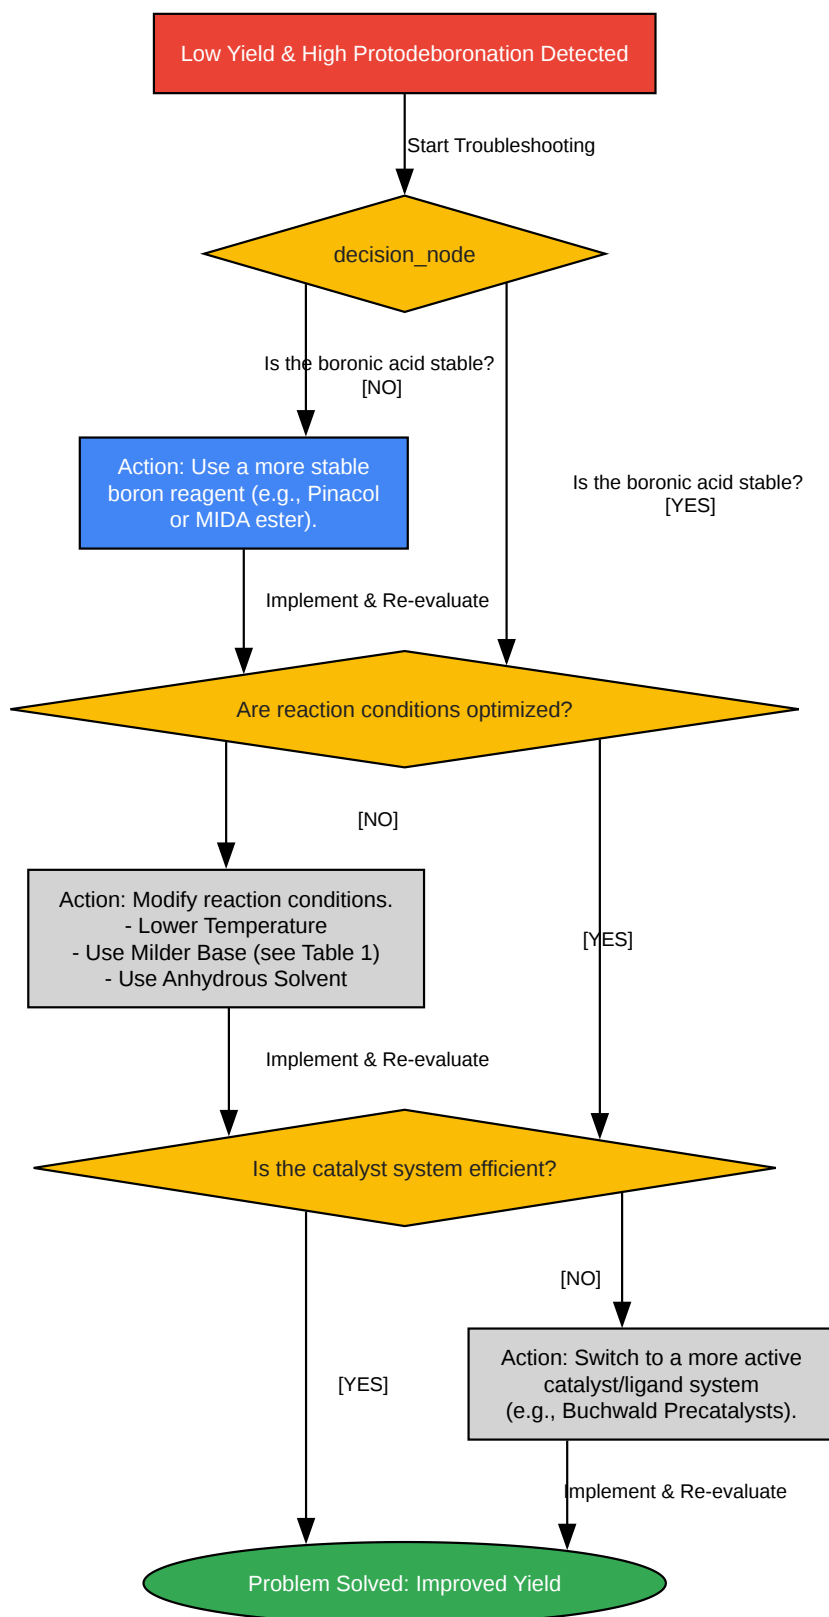 Low Yield & High Protodeboronation Detected
Start Troubleshooting
decision_node
Is the boronic acid stable?
[NO]
Action: Use a more stable
boron reagent (e.g., Pinacol
or MIDA ester).
Is the boronic acid stable?
[YES]
Implement & Re-evaluate
Are reaction conditions optimized?
[NO]
Action: Modify reaction conditions.
- Lower Temperature
- Use Milder Base (see Table 1)
- Use Anhydrous Solvent
[YES]
Implement & Re-evaluate
Is the catalyst system efficient?
[NO]
Action: Switch to a more active
catalyst/ligand system
(e.g., Buchwald Precatalysts).
[YES]
Implement & Re-evaluate
Problem Solved: Improved Yield